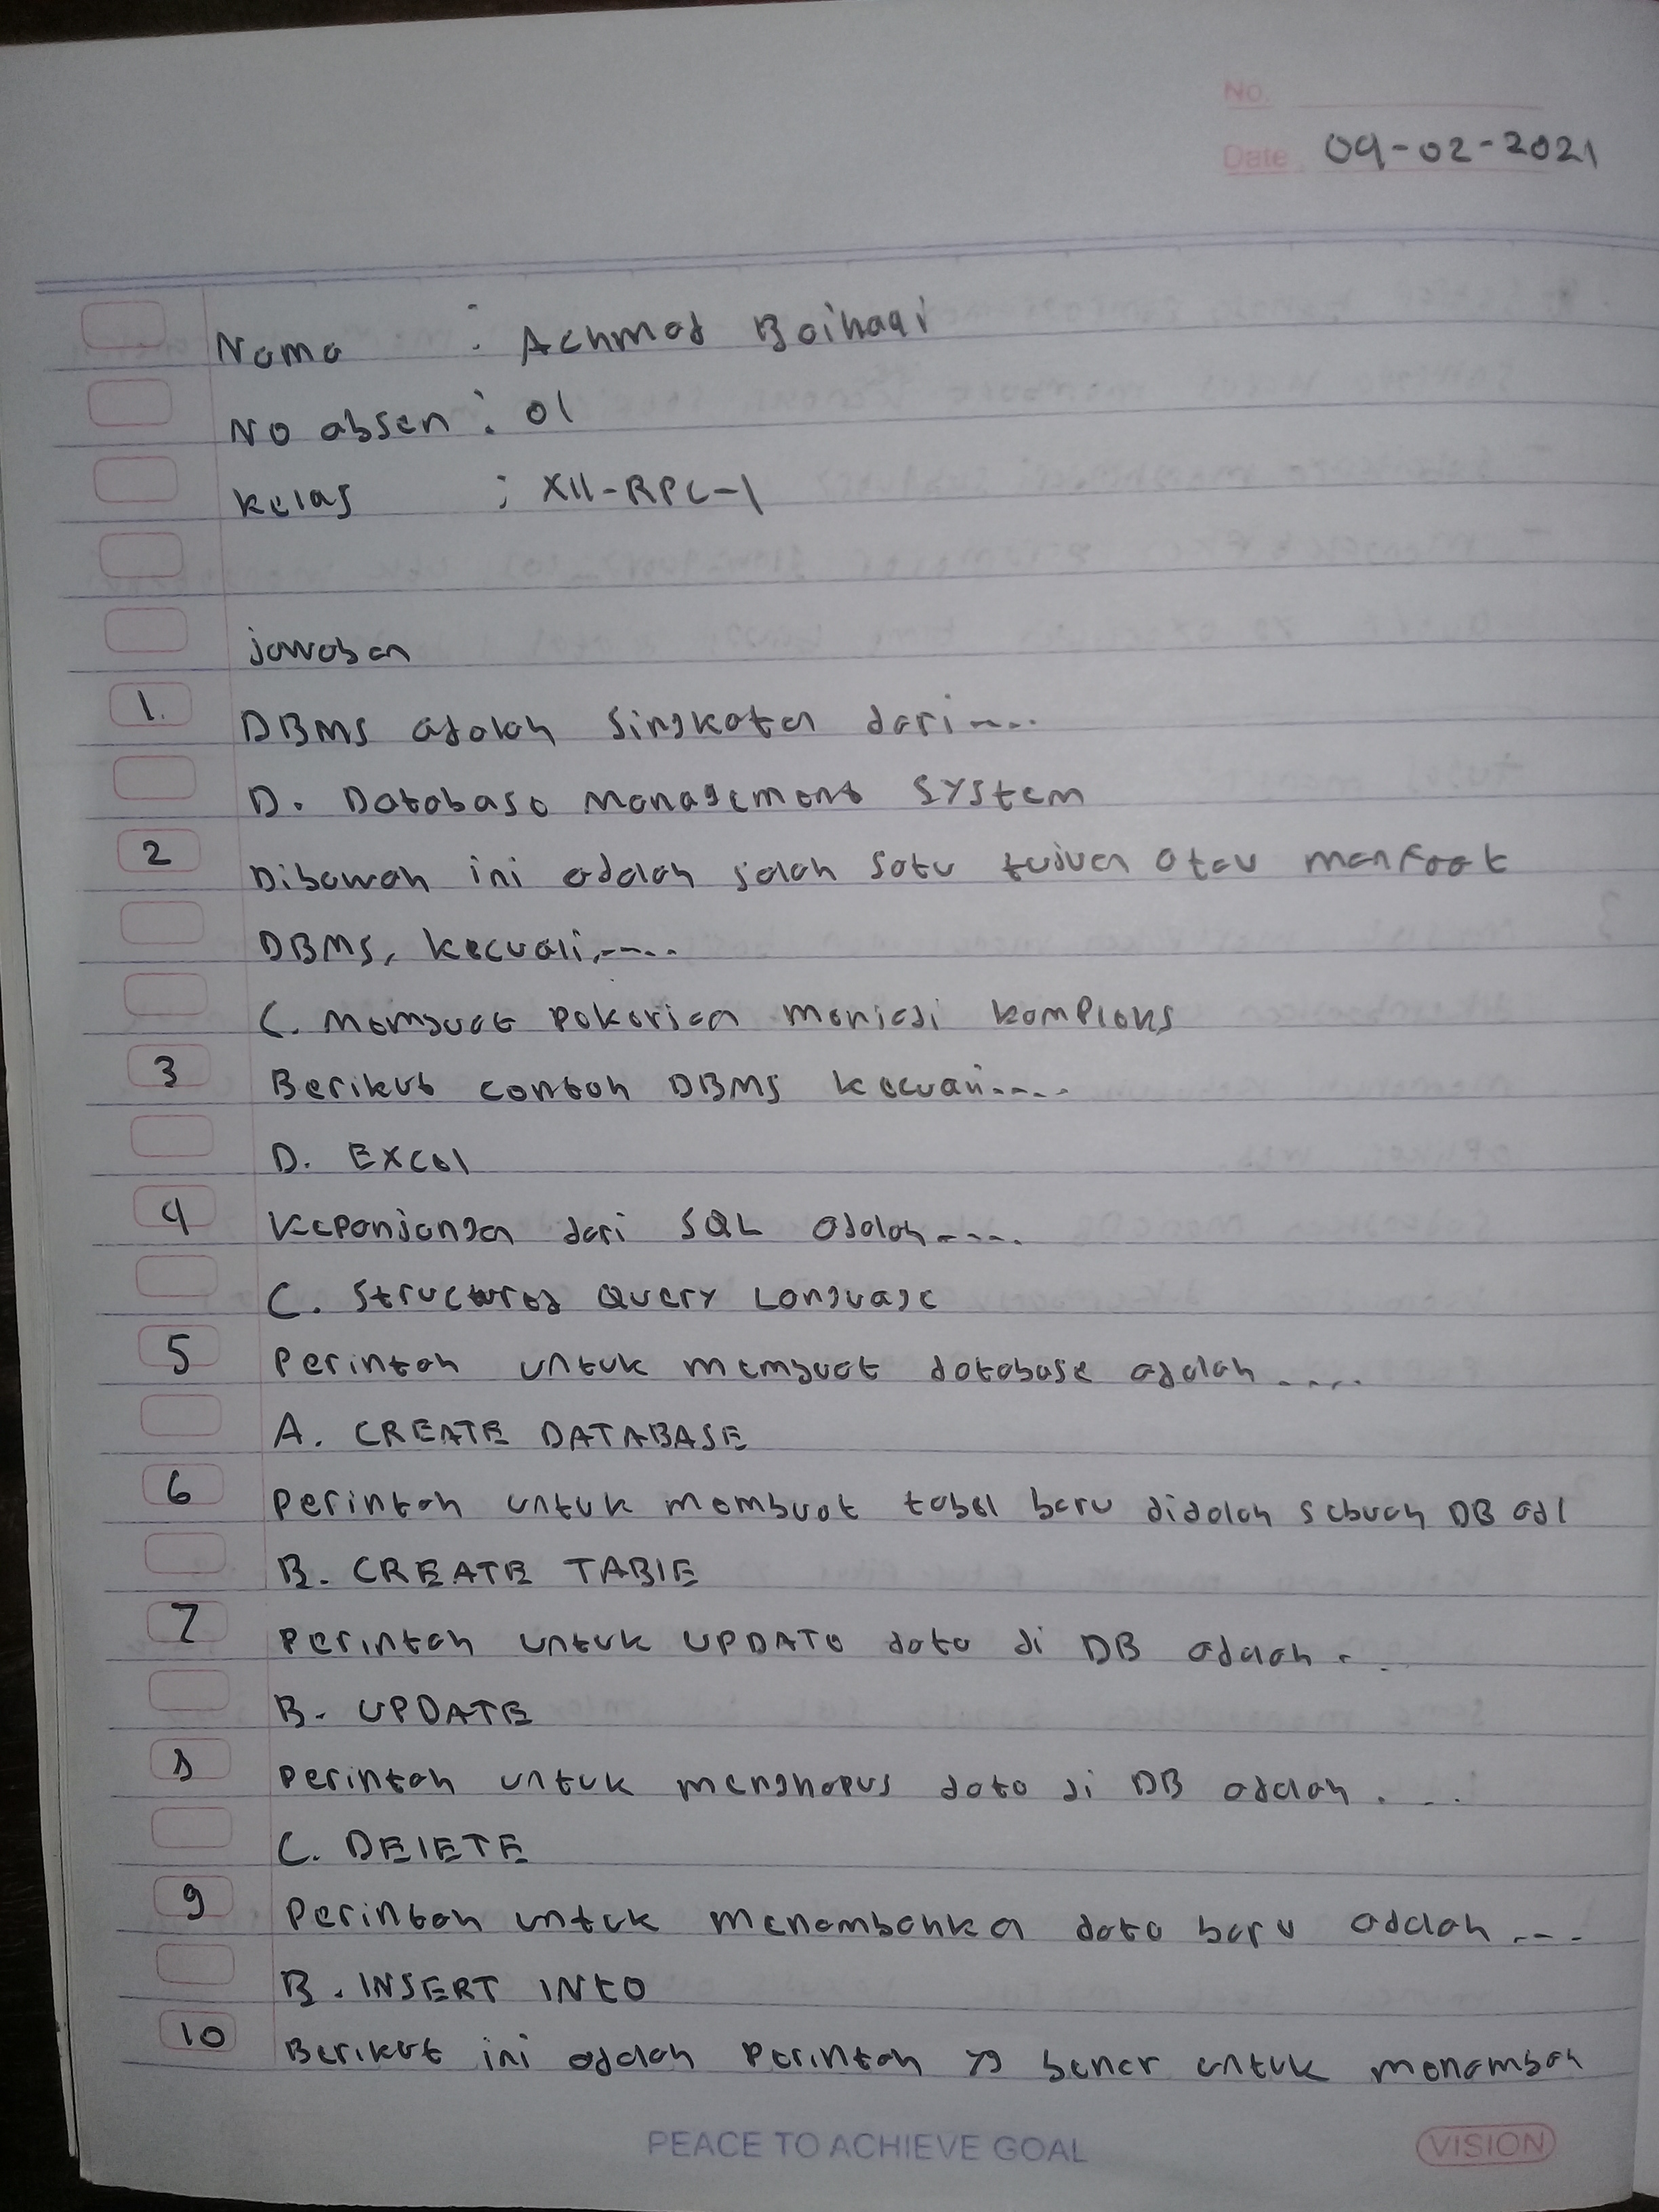 No.
Date 09-02-2021
Nama : Achmad Baihaqi
No absen : 01
Kelas : XII-RPL-1
jawaban
1. DBMS adalah Singkatan dari....
D. Database Management System
2 Dibawah ini adalah salah satu tujuan atau manfaat
DBMS, kecuali,....
C. Membuat Pekerjaan Menjadi Kompleks
3 Berikut contoh DBMS kecuali....
D. Excel
4 Kepanjangan dari SQL adalah....
C. Structured Query Language
5 Perintah untuk membuat database adalah....
A. CREATE DATABASE
6 Perintah untuk membuat tabel baru didalah sebuah DB adl
B. CREATE TABlE
7 Perintah untuk UPDATe data di DB adalah...
B. UPDATE
8 Perintah untuk menghapus data di DB adalah....
C. DElETE
9 Perintah untuk menambahka data baru adalah....
B. INSERT INtO
10 Berikut ini adalah Perintah yg benar untuk menambah
PEACE TO ACHIEVE GOAL
VISION